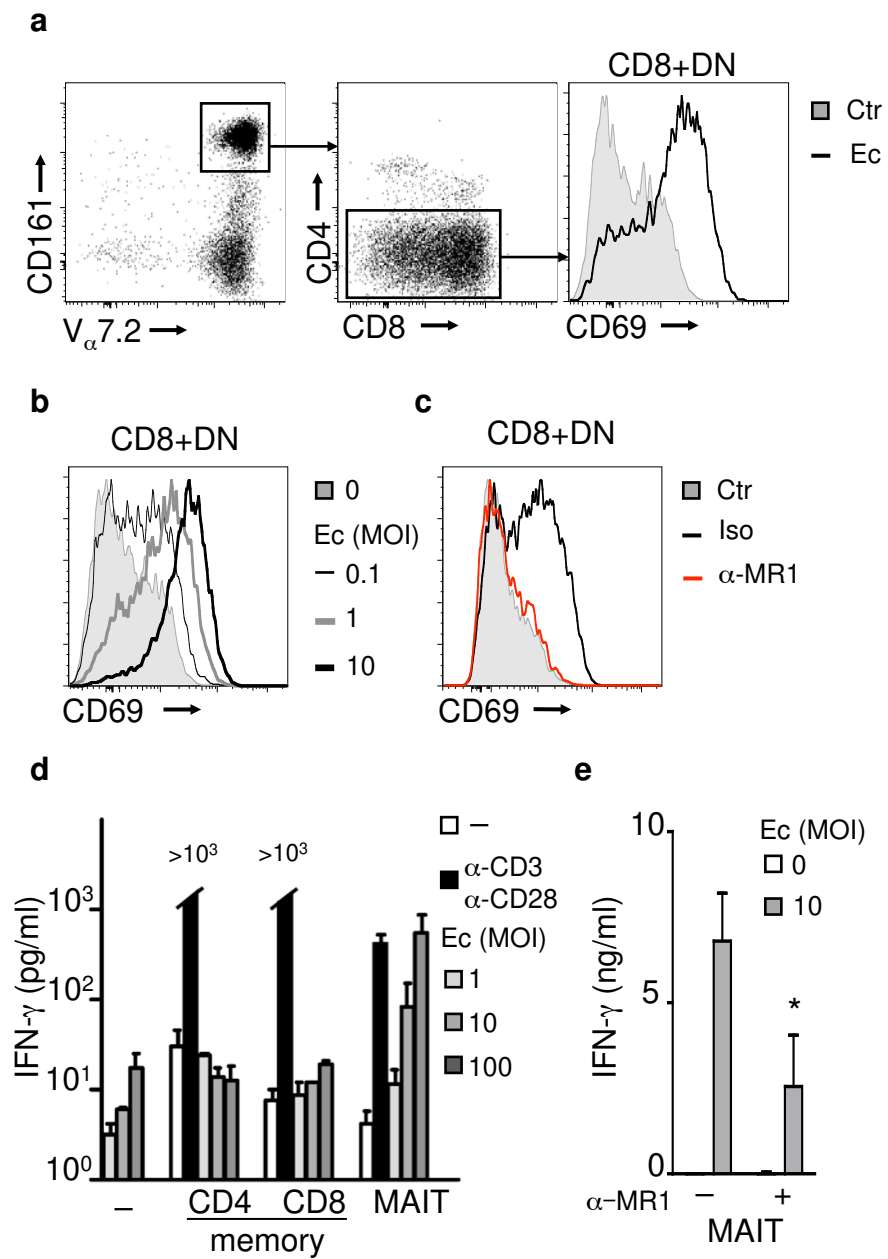 a
CD8+DN
CD161
Vα7.2
CD4
CD8
CD69
Ctr
Ec
b
CD8+DN
CD69
0
Ec (MOI)
0.1
1
10
c
CD8+DN
CD69
Ctr
Iso
α-MR1
d
IFN-γ (pg/ml)
10³
10²
10¹
10⁰
>10³
>10³
–
α-CD3
α-CD28
Ec (MOI)
1
10
100
– CD4 CD8 MAIT
memory
e
IFN-γ (ng/ml)
10
5
0
Ec (MOI)
0
10
*
α–MR1 – +
MAIT